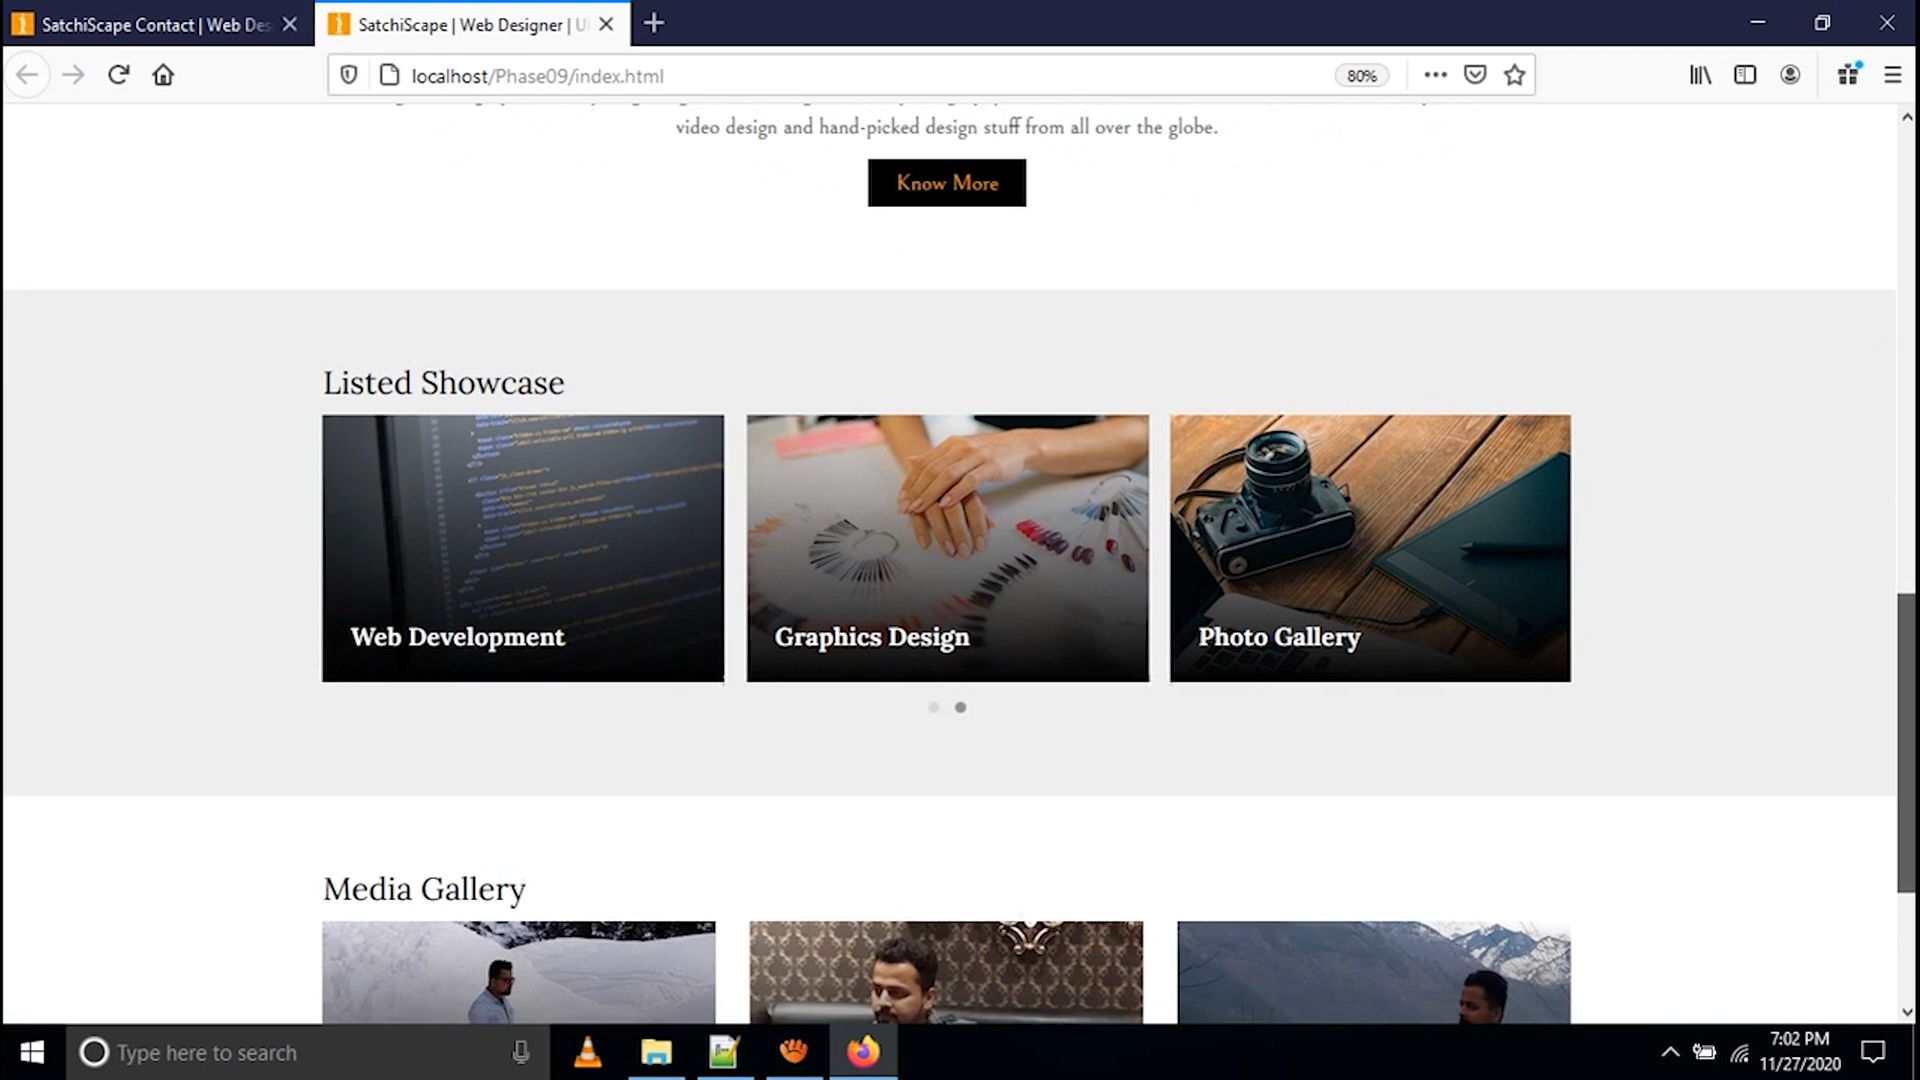 SatchiScape Contact | Web Des
SatchiScape | Web Designer | U
localhost/Phase09/index.html
80%
video design and hand-picked design stuff from all over the globe.
Know More
Listed Showcase
Web Development
Graphics Design
Photo Gallery
Media Gallery
Type here to search
7:02 PM
11/27/2020